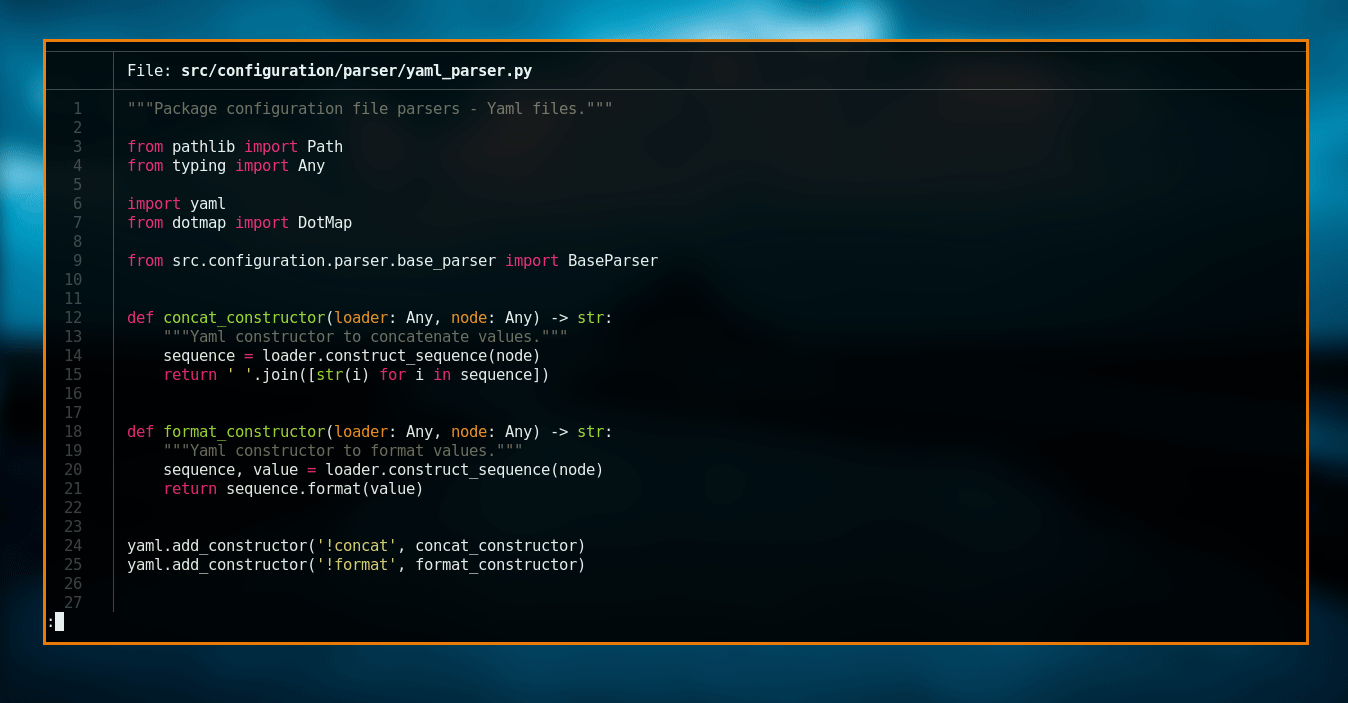 File: src/configuration/parser/yaml_parser.py
1 """Package configuration file parsers - Yaml files."""
2
3 from pathlib import Path
4 from typing import Any
5
6 import yaml
7 from dotmap import DotMap
8
9 from src.configuration.parser.base_parser import BaseParser
10
11
12 def concat_constructor(loader: Any, node: Any) -> str:
13     """Yaml constructor to concatenate values."""
14     sequence = loader.construct_sequence(node)
15     return ' '.join([str(i) for i in sequence])
16
17
18 def format_constructor(loader: Any, node: Any) -> str:
19     """Yaml constructor to format values."""
20     sequence, value = loader.construct_sequence(node)
21     return sequence.format(value)
22
23
24 yaml.add_constructor('!concat', concat_constructor)
25 yaml.add_constructor('!format', format_constructor)
26
27
: